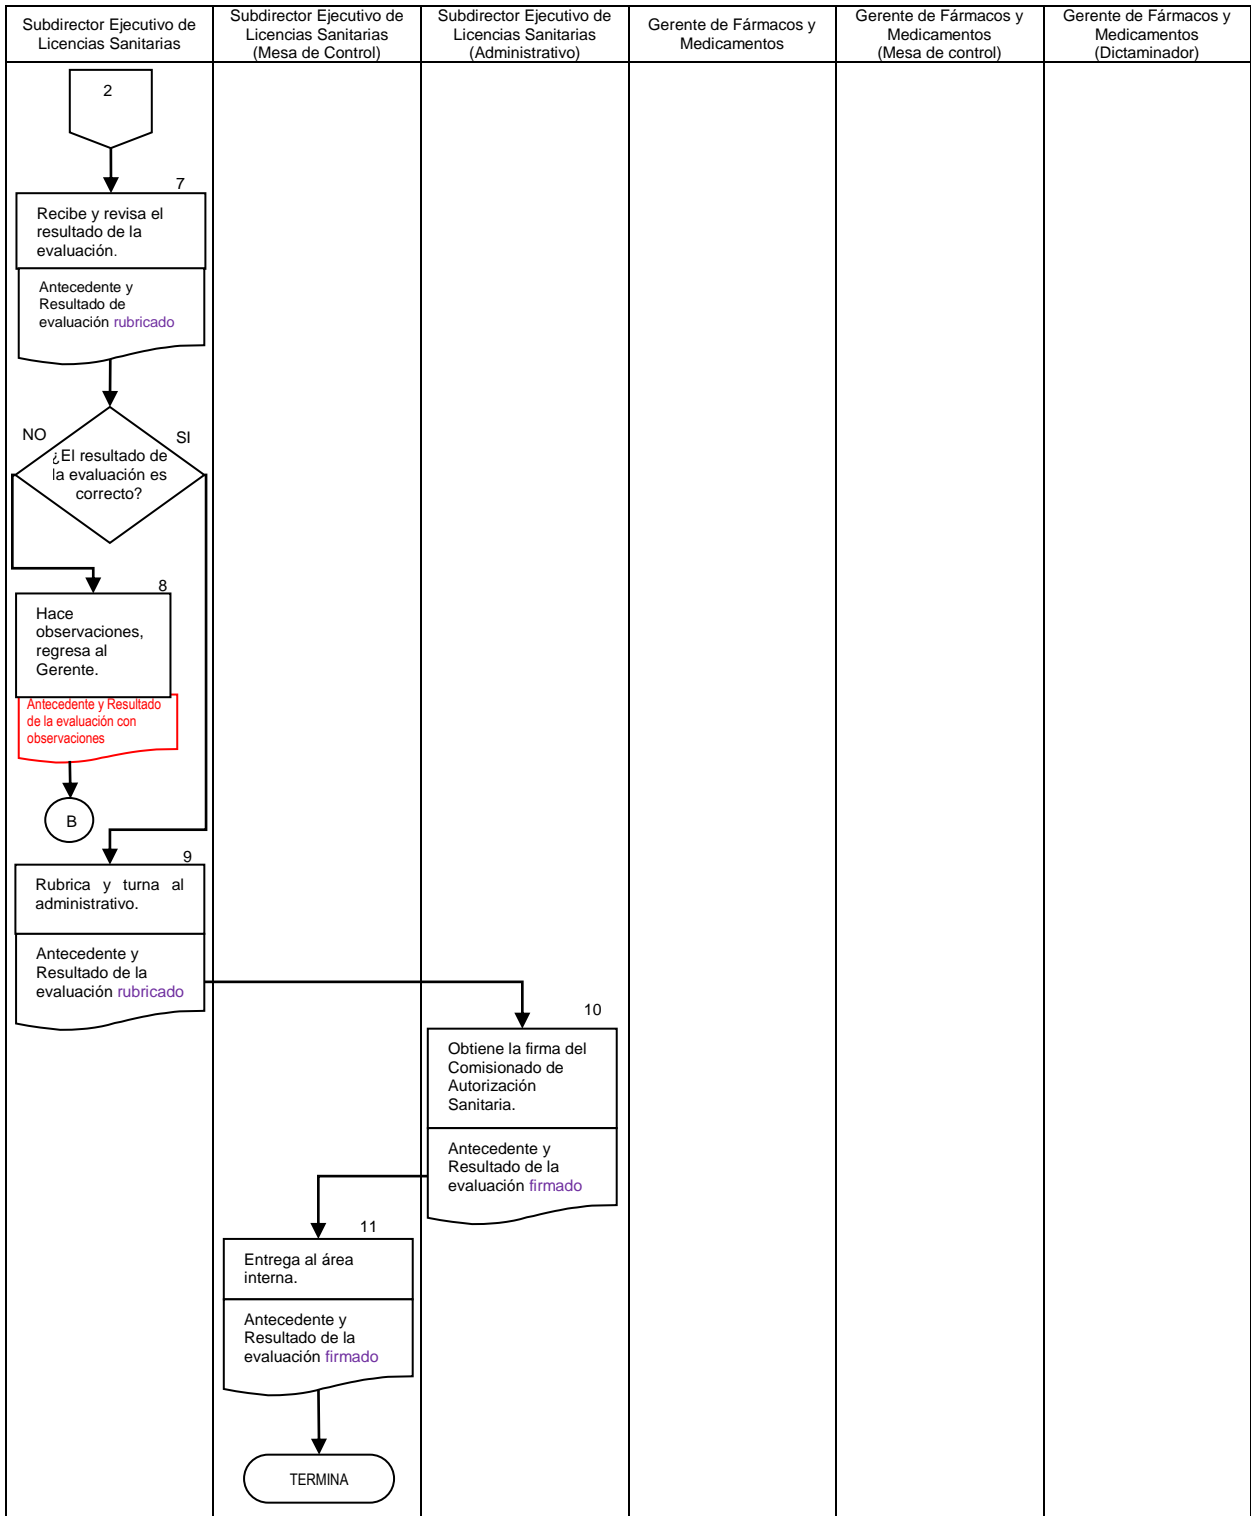 Subdirector Ejecutivo de
Licencias Sanitarias
Subdirector Ejecutivo de
Licencias Sanitarias
(Mesa de Control)
Subdirector Ejecutivo de
Licencias Sanitarias
(Administrativo)
Gerente de Fármacos y
Medicamentos
Gerente de Fármacos y
Medicamentos
(Mesa de control)
Gerente de Fármacos y
Medicamentos
(Dictaminador)
2
7
Recibe y revisa el
resultado de la
evaluación.
Antecedente y
Resultado de
evaluación rubricado
NO
SI
¿El resultado de
la evaluación es
correcto?
8
Hace
observaciones,
regresa al
Gerente.
Antecedente y Resultado
de la evaluación con
observaciones
B
9
Rubrica y turna al
administrativo.
Antecedente y
Resultado de la
evaluación rubricado
10
Obtiene la firma del
Comisionado de
Autorización
Sanitaria.
Antecedente y
Resultado de la
evaluación firmado
11
Entrega al área
interna.
Antecedente y
Resultado de la
evaluación firmado
TERMINA